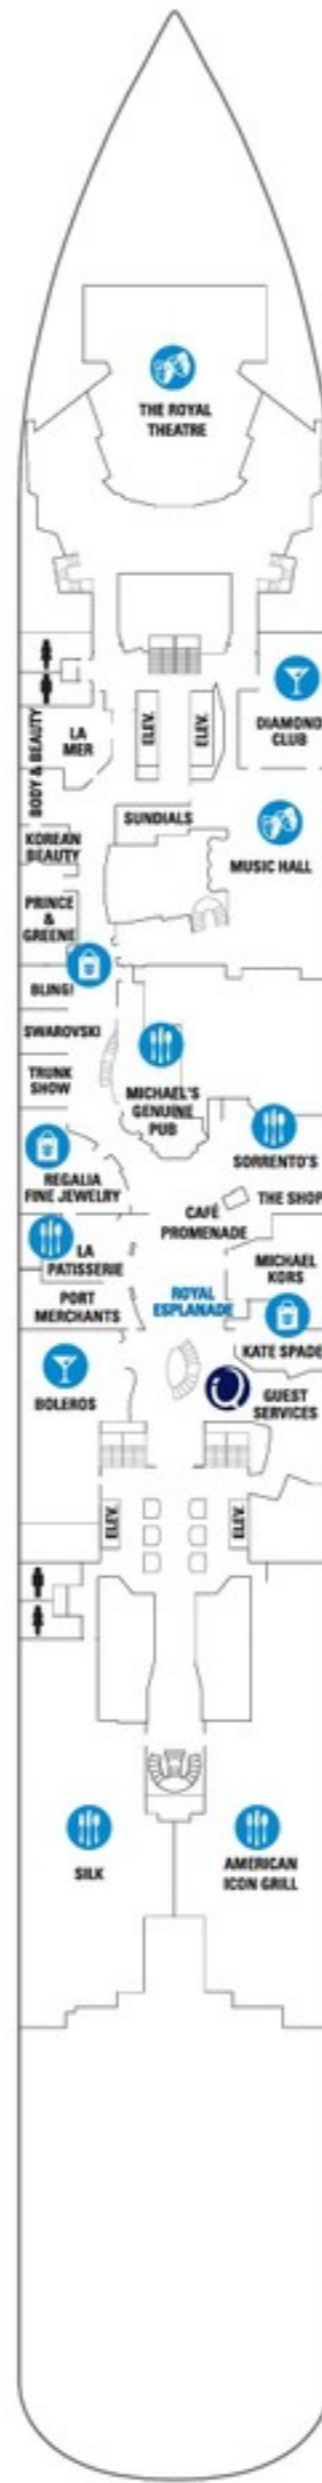 THE ROYAL
THEATRE
DIAMOND
CLUB
LA
MER
ELEV.
ELEV.
BODY & BEAUTY
SUNDIALS
KOREAN
BEAUTY
MUSIC HALL
PRINCE
&
GREENE
BLING!
SWAROVSKI
TRUNK
SHOW
MICHAEL'S
GENUINE
PUB
SORRENTO'S
REGALIA
FINE JEWELRY
THE SHOP
CAFÉ
PROMENADE
LA
PATISSERIE
MICHAEL
KORS
PORT
MERCHANTS
ROYAL
ESPLANADE
KATE SPADE
BOLEROS
GUEST
SERVICES
ELEV.
ELEV.
SILK
AMERICAN
ICON GRILL